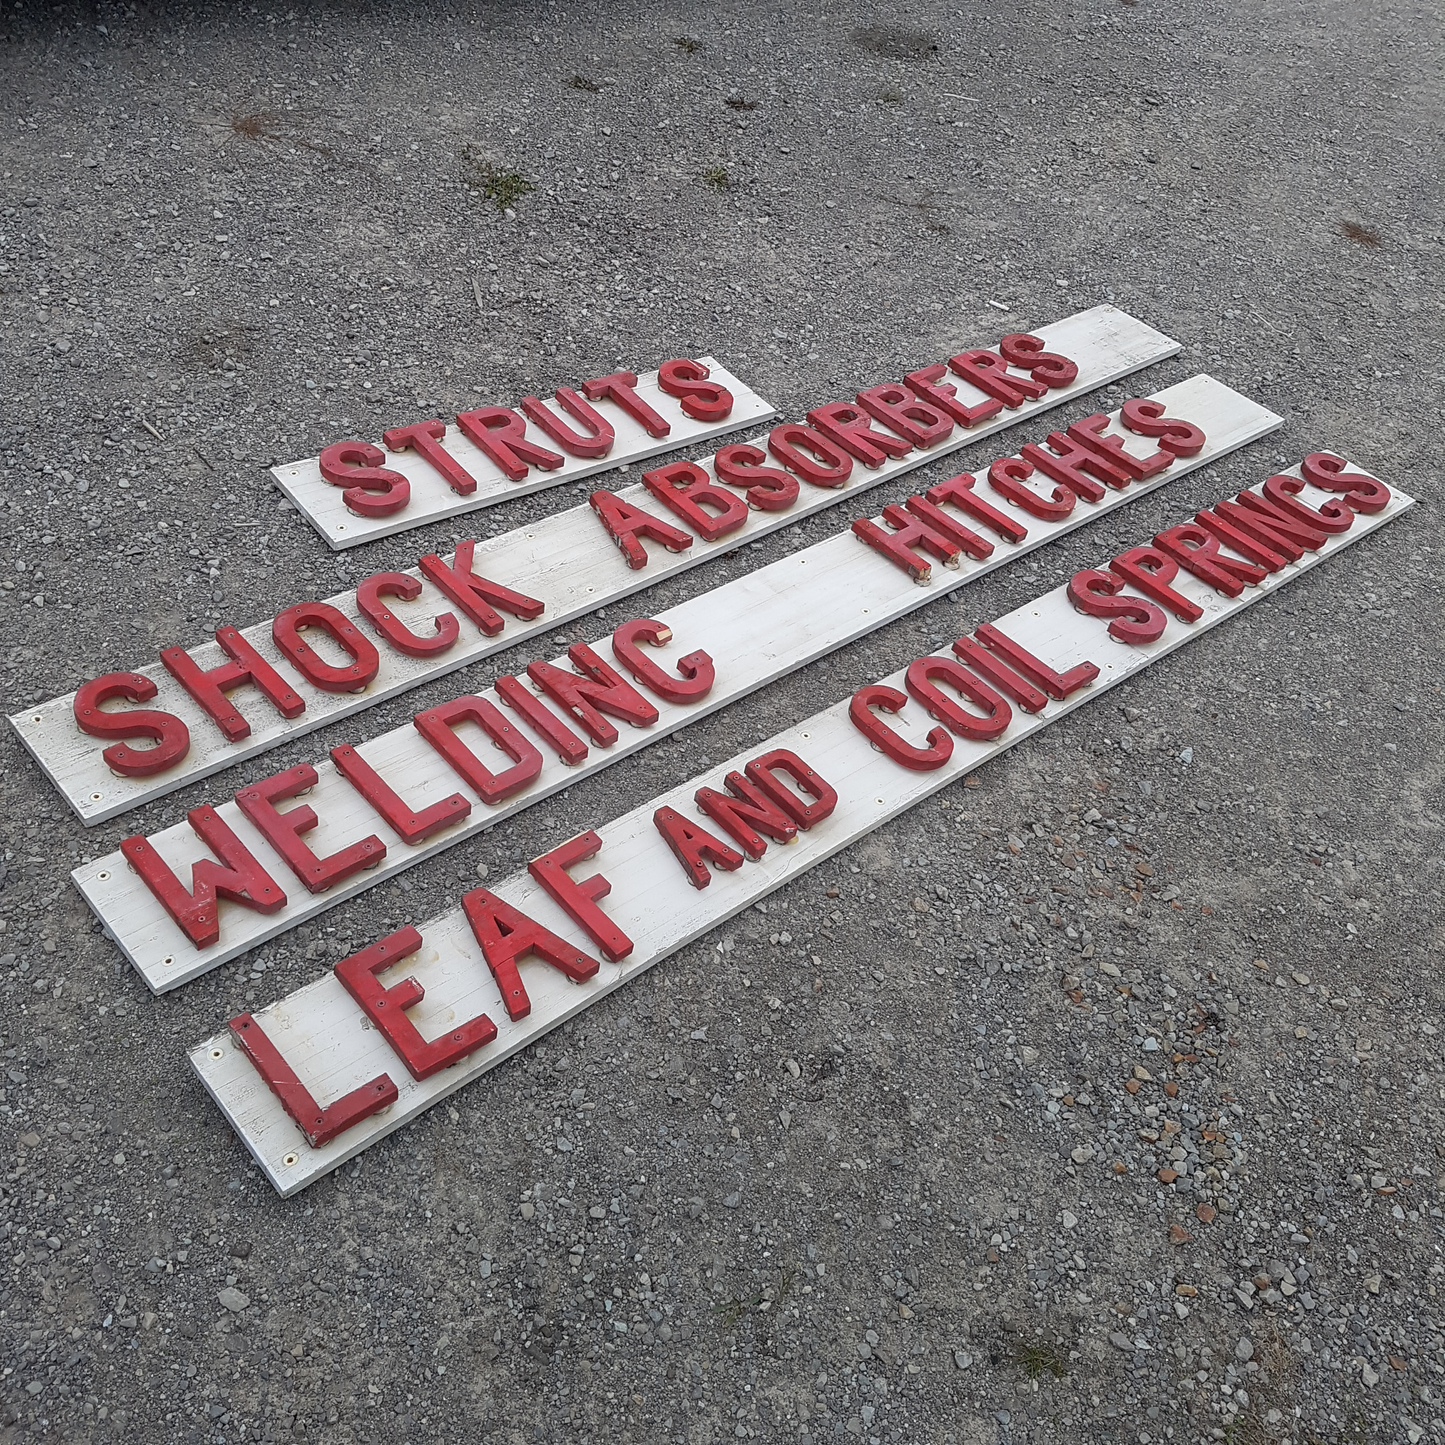 STRUTS
SHOCK ABSORBERS
WELDING HITCHES
LEAF AND COIL SPRINGS